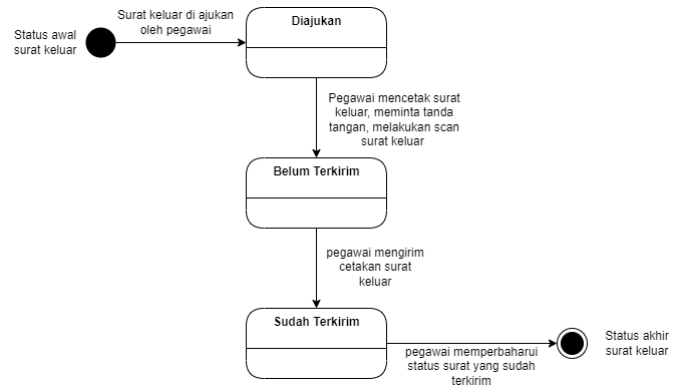 Status awal
surat keluar
Surat keluar di ajukan
oleh pegawai
Diajukan
Pegawai mencetak surat
keluar, meminta tanda
tangan, melakukan scan
surat keluar
Belum Terkirim
pegawai mengirim
cetakan surat
keluar
Sudah Terkirim
pegawai memperbaharui
status surat yang sudah
terkirim
Status akhir
surat keluar